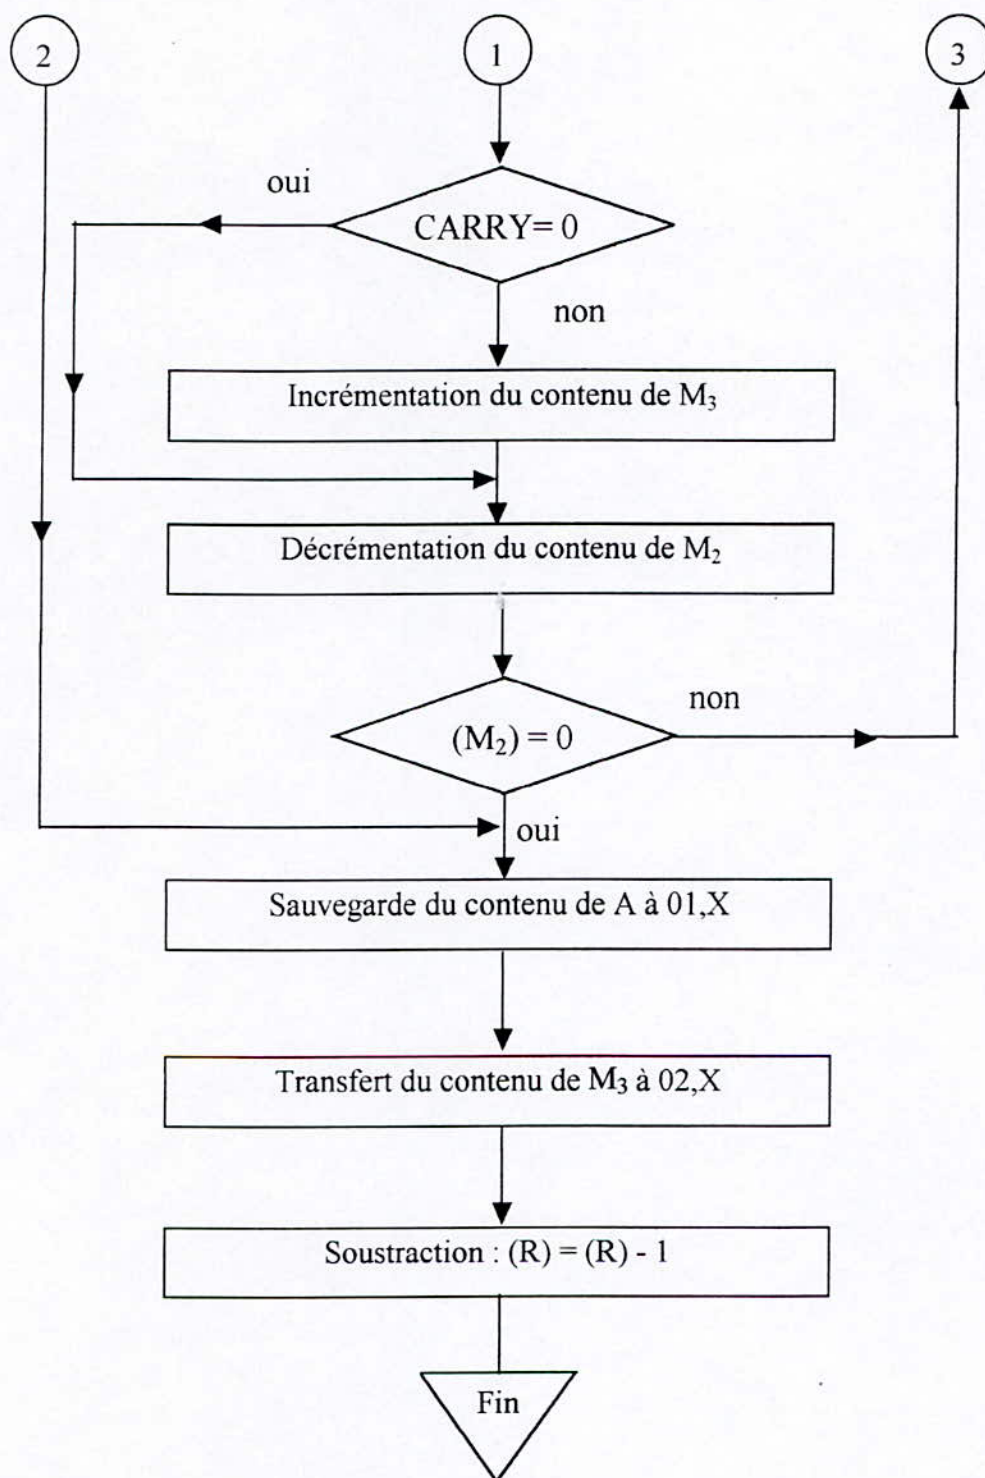 2
1
3
oui
CARRY= 0
non
Incrémentation du contenu de M₃
Décrémentation du contenu de M₂
non
(M₂) = 0
oui
Sauvegarde du contenu de A à 01,X
Transfert du contenu de M₃ à 02,X
Soustraction : (R) = (R) - 1
Fin